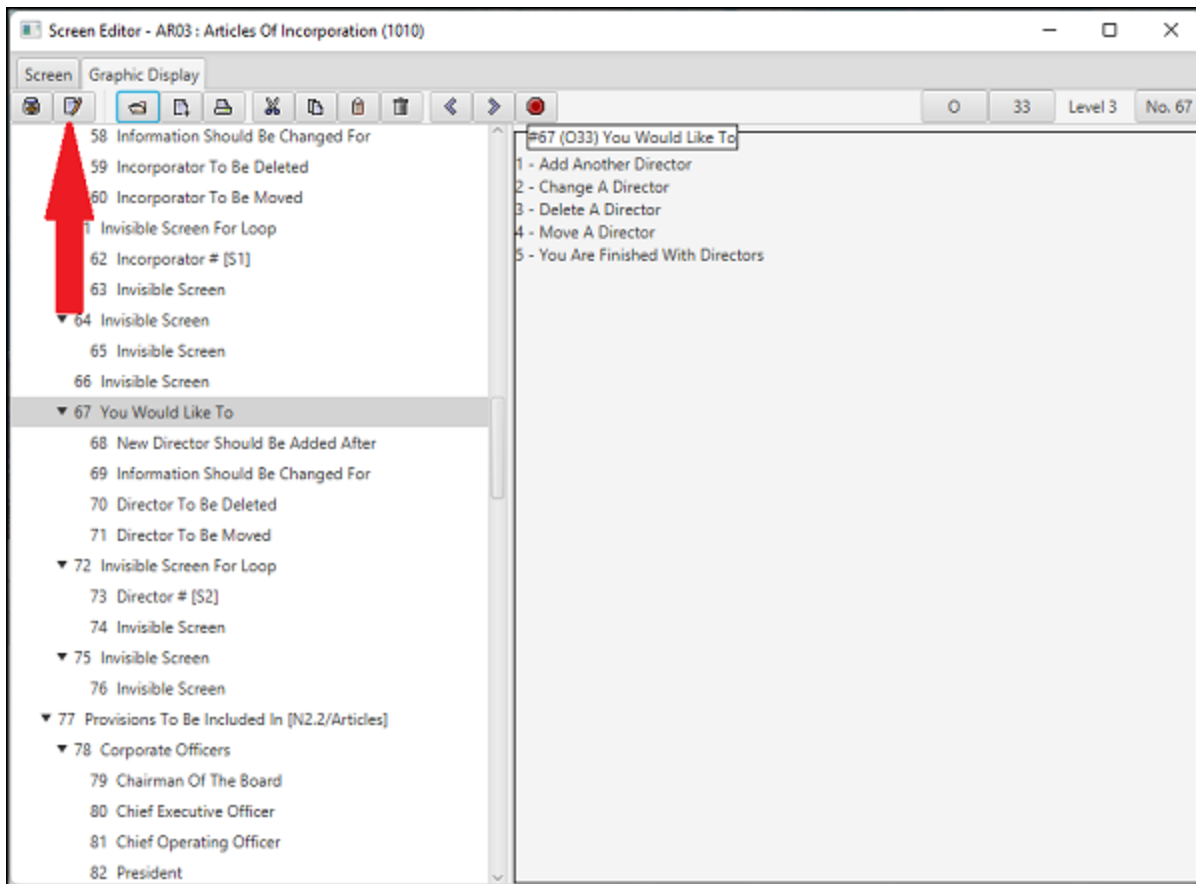 Screen Editor - AR03 : Articles Of Incorporation (1010)
Screen Graphic Display
O 33 Level 3 No. 67
58 Information Should Be Changed For
59 Incorporator To Be Deleted
60 Incorporator To Be Moved
1 Invisible Screen For Loop
62 Incorporator # [S1]
63 Invisible Screen
64 Invisible Screen
65 Invisible Screen
66 Invisible Screen
67 You Would Like To
68 New Director Should Be Added After
69 Information Should Be Changed For
70 Director To Be Deleted
71 Director To Be Moved
72 Invisible Screen For Loop
73 Director # [S2]
74 Invisible Screen
75 Invisible Screen
76 Invisible Screen
77 Provisions To Be Included In [N2.2/Articles]
78 Corporate Officers
79 Chairman Of The Board
80 Chief Executive Officer
81 Chief Operating Officer
82 President
#67 (O33) You Would Like To
1 - Add Another Director
2 - Change A Director
3 - Delete A Director
4 - Move A Director
5 - You Are Finished With Directors